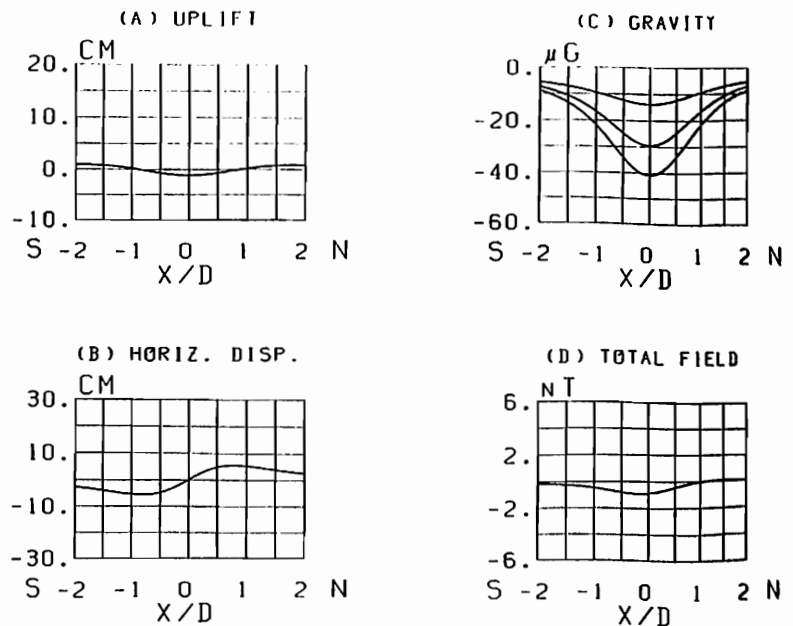 (A) UPLIFT
CM
20.
10.
0.
-10.
S -2 -1 0 1 2 N
X/D
(C) GRAVITY
μG
0.
-20.
-40.
-60.
S -2 -1 0 1 2 N
X/D
(B) HORIZ. DISP.
CM
30.
10.
-10.
-30.
S -2 -1 0 1 2 N
X/D
(D) TOTAL FIELD
NT
6.
2.
-2.
-6.
S -2 -1 0 1 2 N
X/D